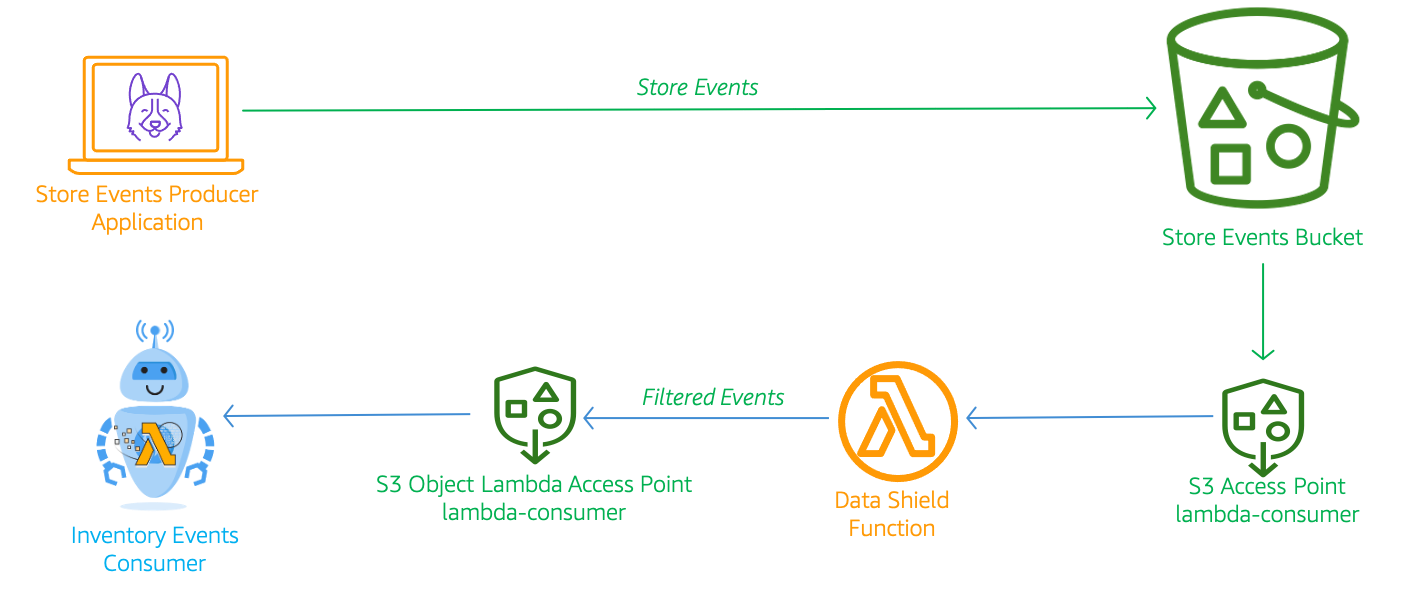 Store Events
Store Events Producer
Application
Store Events Bucket
Filtered Events
S3 Object Lambda Access Point
lambda-consumer
Data Shield
Function
S3 Access Point
lambda-consumer
Inventory Events
Consumer